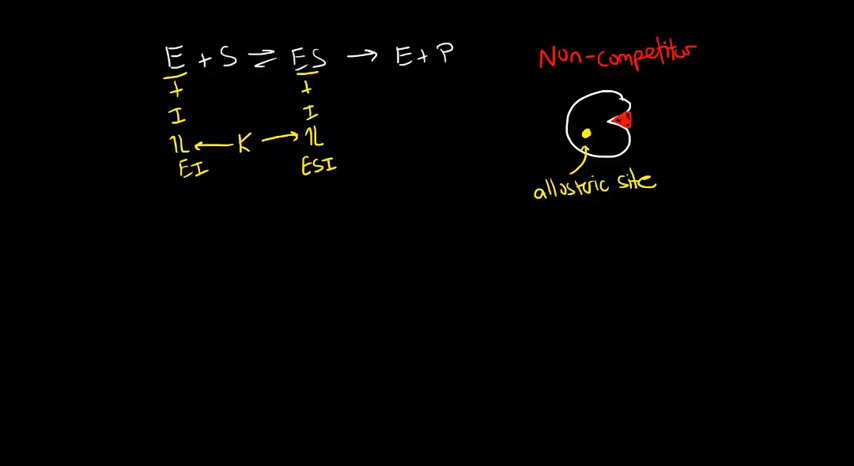 E + S ⇌ ES → E + P
Non-competitor
+ +
I I
⇌ ← K → ⇌
EI ESI
allosteric site